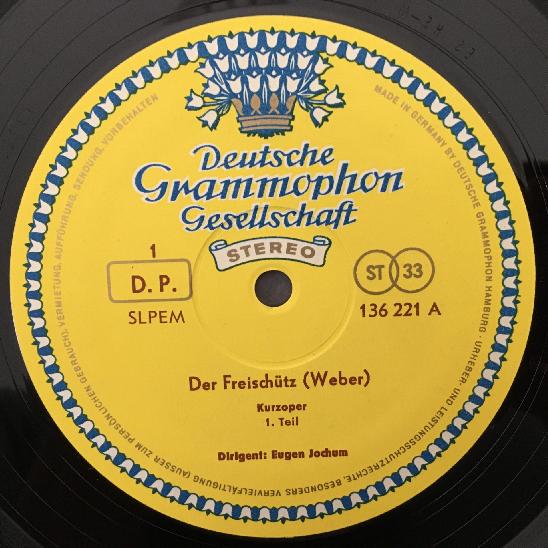 Deutsche
Grammophon
Gesellschaft
STEREO
1
D. P.
SLPEM
ST 33
136 221 A
Der Freischütz (Weber)
Kurzoper
1. Teil
Dirigent: Eugen Jochum
MADE IN GERMANY BY DEUTSCHE GRAMMOPHON HAMBURG · URHEBER- UND LEISTUNGSSCHUTZRECHTE, BESONDERS VERVIELFÄLTIGUNG (AUSSER ZUM PERSÖNLICHEN GEBRAUCH), VERMIETUNG, AUFFÜHRUNG, SENDUNG, VORBEHALTEN